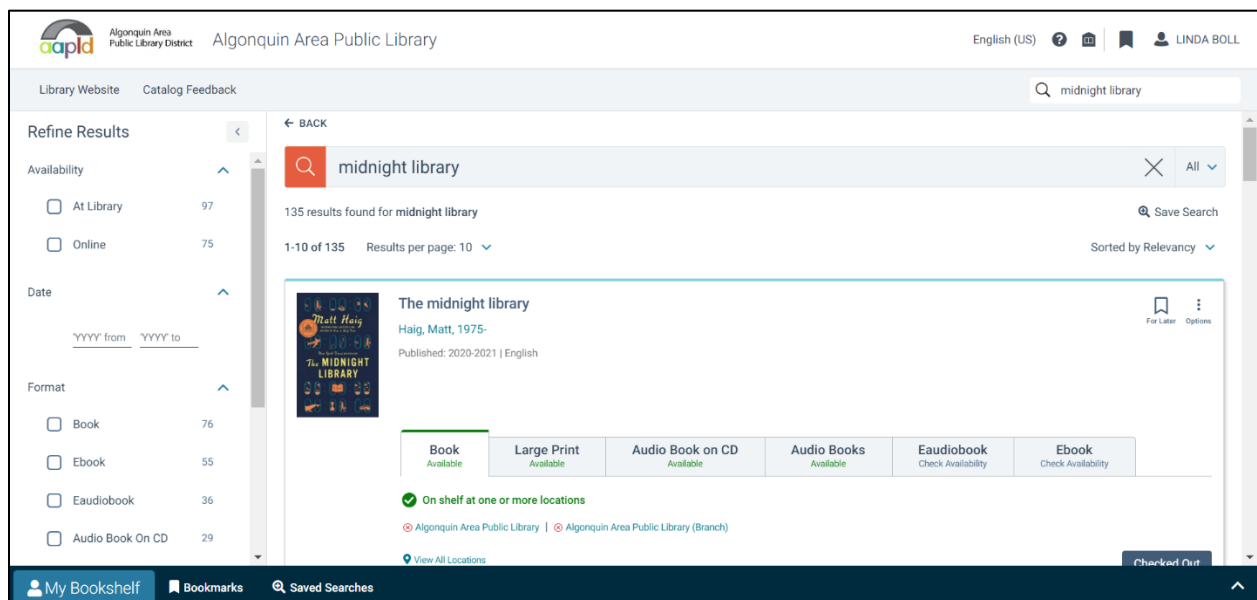 aapld
Algonquin Area
Public Library District
Algonquin Area Public Library
English (US)
LINDA BOLL
Library Website
Catalog Feedback
midnight library
Refine Results
Availability
At Library 97
Online 75
Date
'YYYY' from 'YYYY' to
Format
Book 76
Ebook 55
Eaudiobook 36
Audio Book On CD 29
BACK
midnight library
All
135 results found for midnight library
Save Search
1-10 of 135 Results per page: 10
Sorted by Relevancy
Matt Haig
The MIDNIGHT
LIBRARY
The midnight library
Haig, Matt, 1975-
Published: 2020-2021 | English
For Later
Options
Book
Available
Large Print
Available
Audio Book on CD
Available
Audio Books
Available
Eaudiobook
Check Availability
Ebook
Check Availability
On shelf at one or more locations
Algonquin Area Public Library | Algonquin Area Public Library (Branch)
View All Locations
Checked Out
My Bookshelf
Bookmarks
Saved Searches